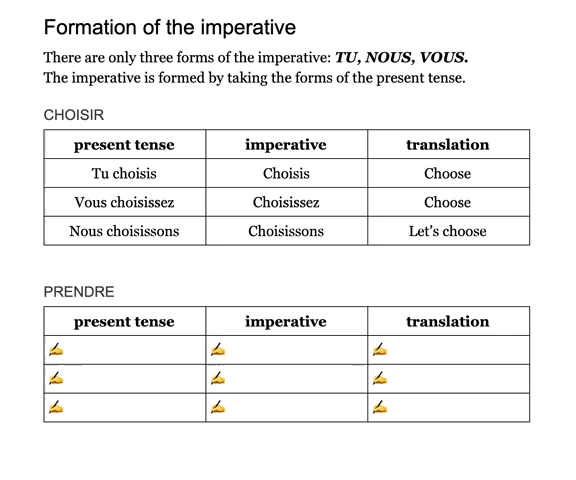 Formation of the imperative
There are only three forms of the imperative: TU, NOUS, VOUS.
The imperative is formed by taking the forms of the present tense.
CHOISIR
present tense imperative translation
Tu choisis Choisis Choose
Vous choisissez Choisissez Choose
Nous choisissons Choisissons Let's choose
PRENDRE
present tense imperative translation